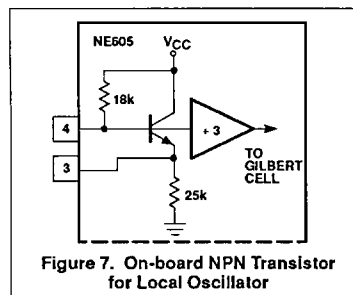 NE605
VCC
18k
4
+ 3
3
TO
GILBERT
CELL
25k
Figure 7. On-board NPN Transistor
for Local Oscillator